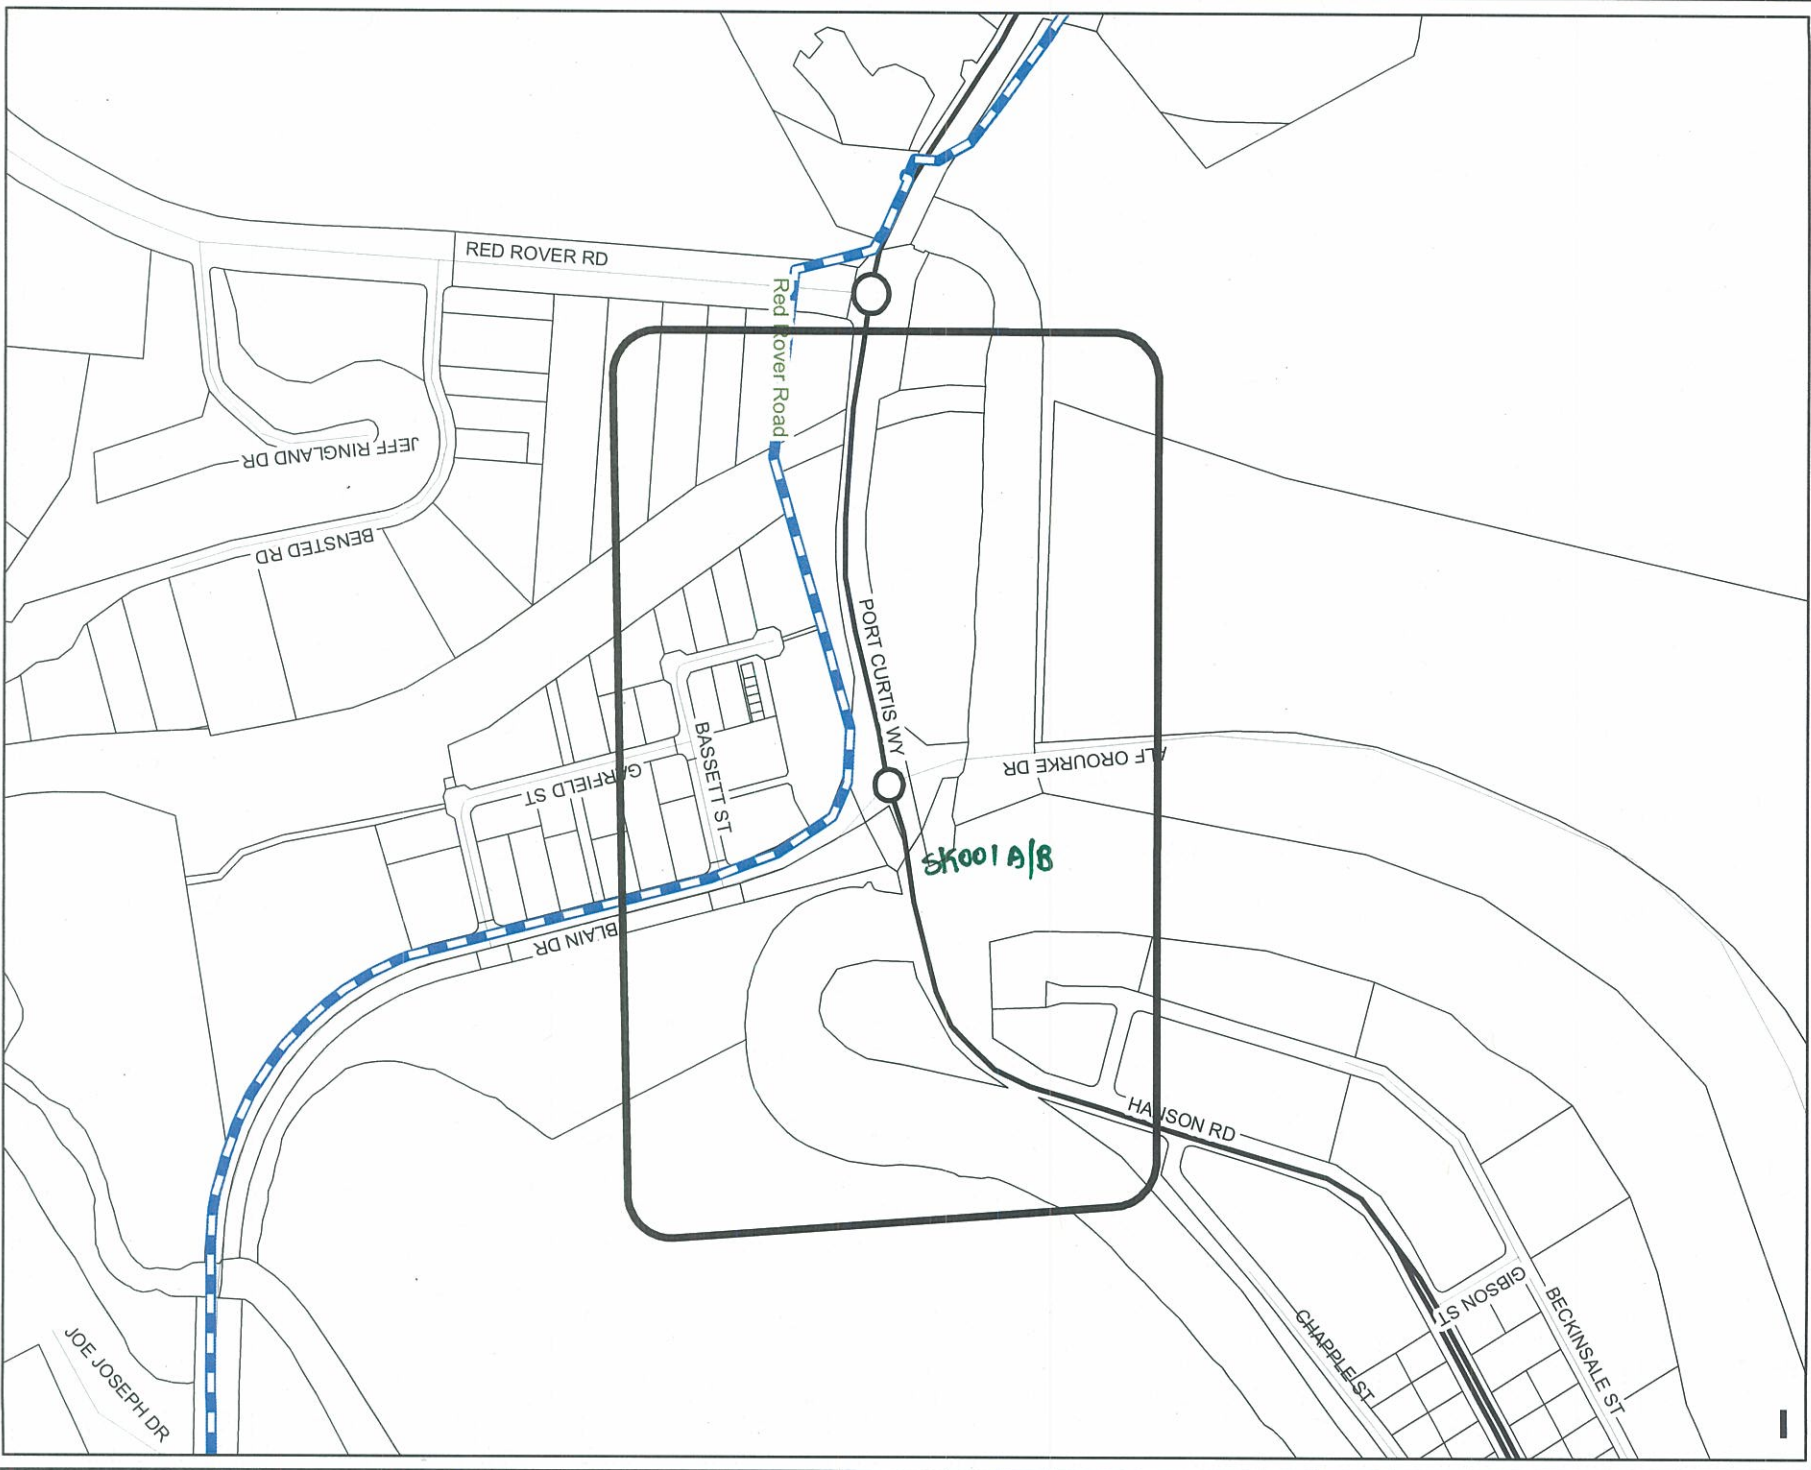 RED ROVER RD
Red Rover Road
JEFF RINGLAND DR
BENSTED RD
PORT CURTIS WY
BASSETT ST
GARFIELD ST
ALF OROURKE DR
SK001 A/B
BLAIN DR
HANSON RD
GIBSON ST
BECKINSALE ST
CHAPPLE ST
JOE JOSEPH DR